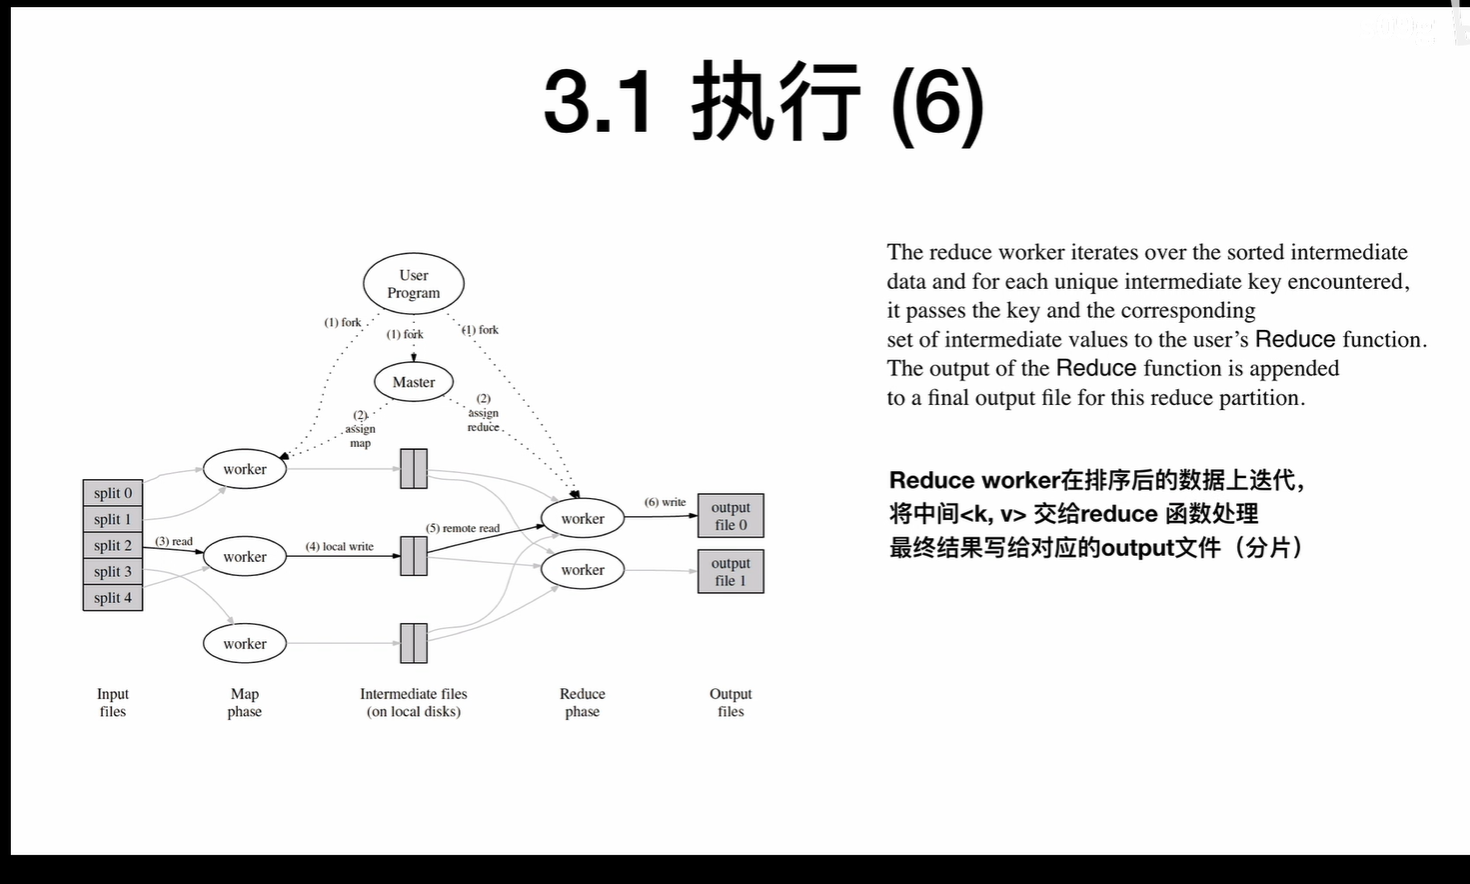 3.1 执行 (6)
User
Program
(1) fork
(1) fork
(1) fork
Master
(2)
assign
map
(2)
assign
reduce
worker
split 0
split 1
split 2
split 3
split 4
(3) read
worker
(4) local write
worker
(5) remote read
worker
(6) write
output
file 0
worker
output
file 1
Input
files
Map
phase
Intermediate files
(on local disks)
Reduce
phase
Output
files
The reduce worker iterates over the sorted intermediate
data and for each unique intermediate key encountered,
it passes the key and the corresponding
set of intermediate values to the user’s Reduce function.
The output of the Reduce function is appended
to a final output file for this reduce partition.
Reduce worker在排序后的数据上迭代，
将中间<k, v> 交给reduce 函数处理
最终结果写给对应的output文件（分片）